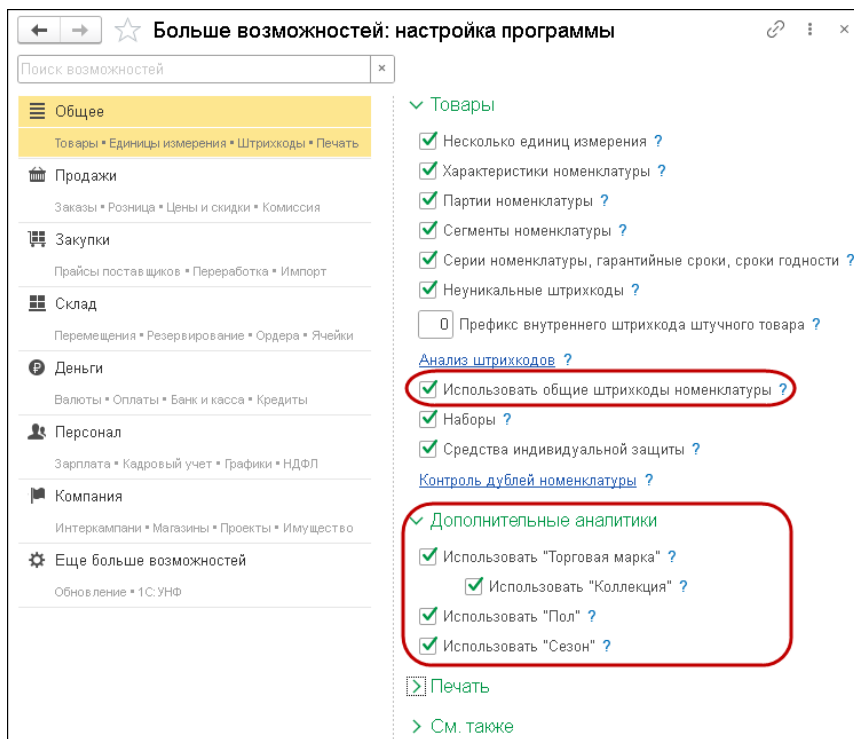 Больше возможностей: настройка программы
Поиск возможностей
Общее
Товары • Единицы измерения • Штрихкоды • Печать
Продажи
Заказы • Розница • Цены и скидки • Комиссия
Закупки
Прайсы поставщиков • Переработка • Импорт
Склад
Перемещения • Резервирование • Ордера • Ячейки
Деньги
Валюты • Оплаты • Банк и касса • Кредиты
Персонал
Зарплата • Кадровый учет • Графики • НДФЛ
Компания
Интеркампани • Магазины • Проекты • Имущество
Еще больше возможностей
Обновление • 1С:УНФ
Товары
Несколько единиц измерения ?
Характеристики номенклатуры ?
Партии номенклатуры ?
Сегменты номенклатуры ?
Серии номенклатуры, гарантийные сроки, сроки годности ?
Неуникальные штрихкоды ?
0 Префикс внутреннего штрихкода штучного товара ?
Анализ штрихкодов ?
Использовать общие штрихкоды номенклатуры ?
Наборы ?
Средства индивидуальной защиты ?
Контроль дублей номенклатуры ?
Дополнительные аналитики
Использовать "Торговая марка" ?
Использовать "Коллекция" ?
Использовать "Пол" ?
Использовать "Сезон" ?
Печать
См. также